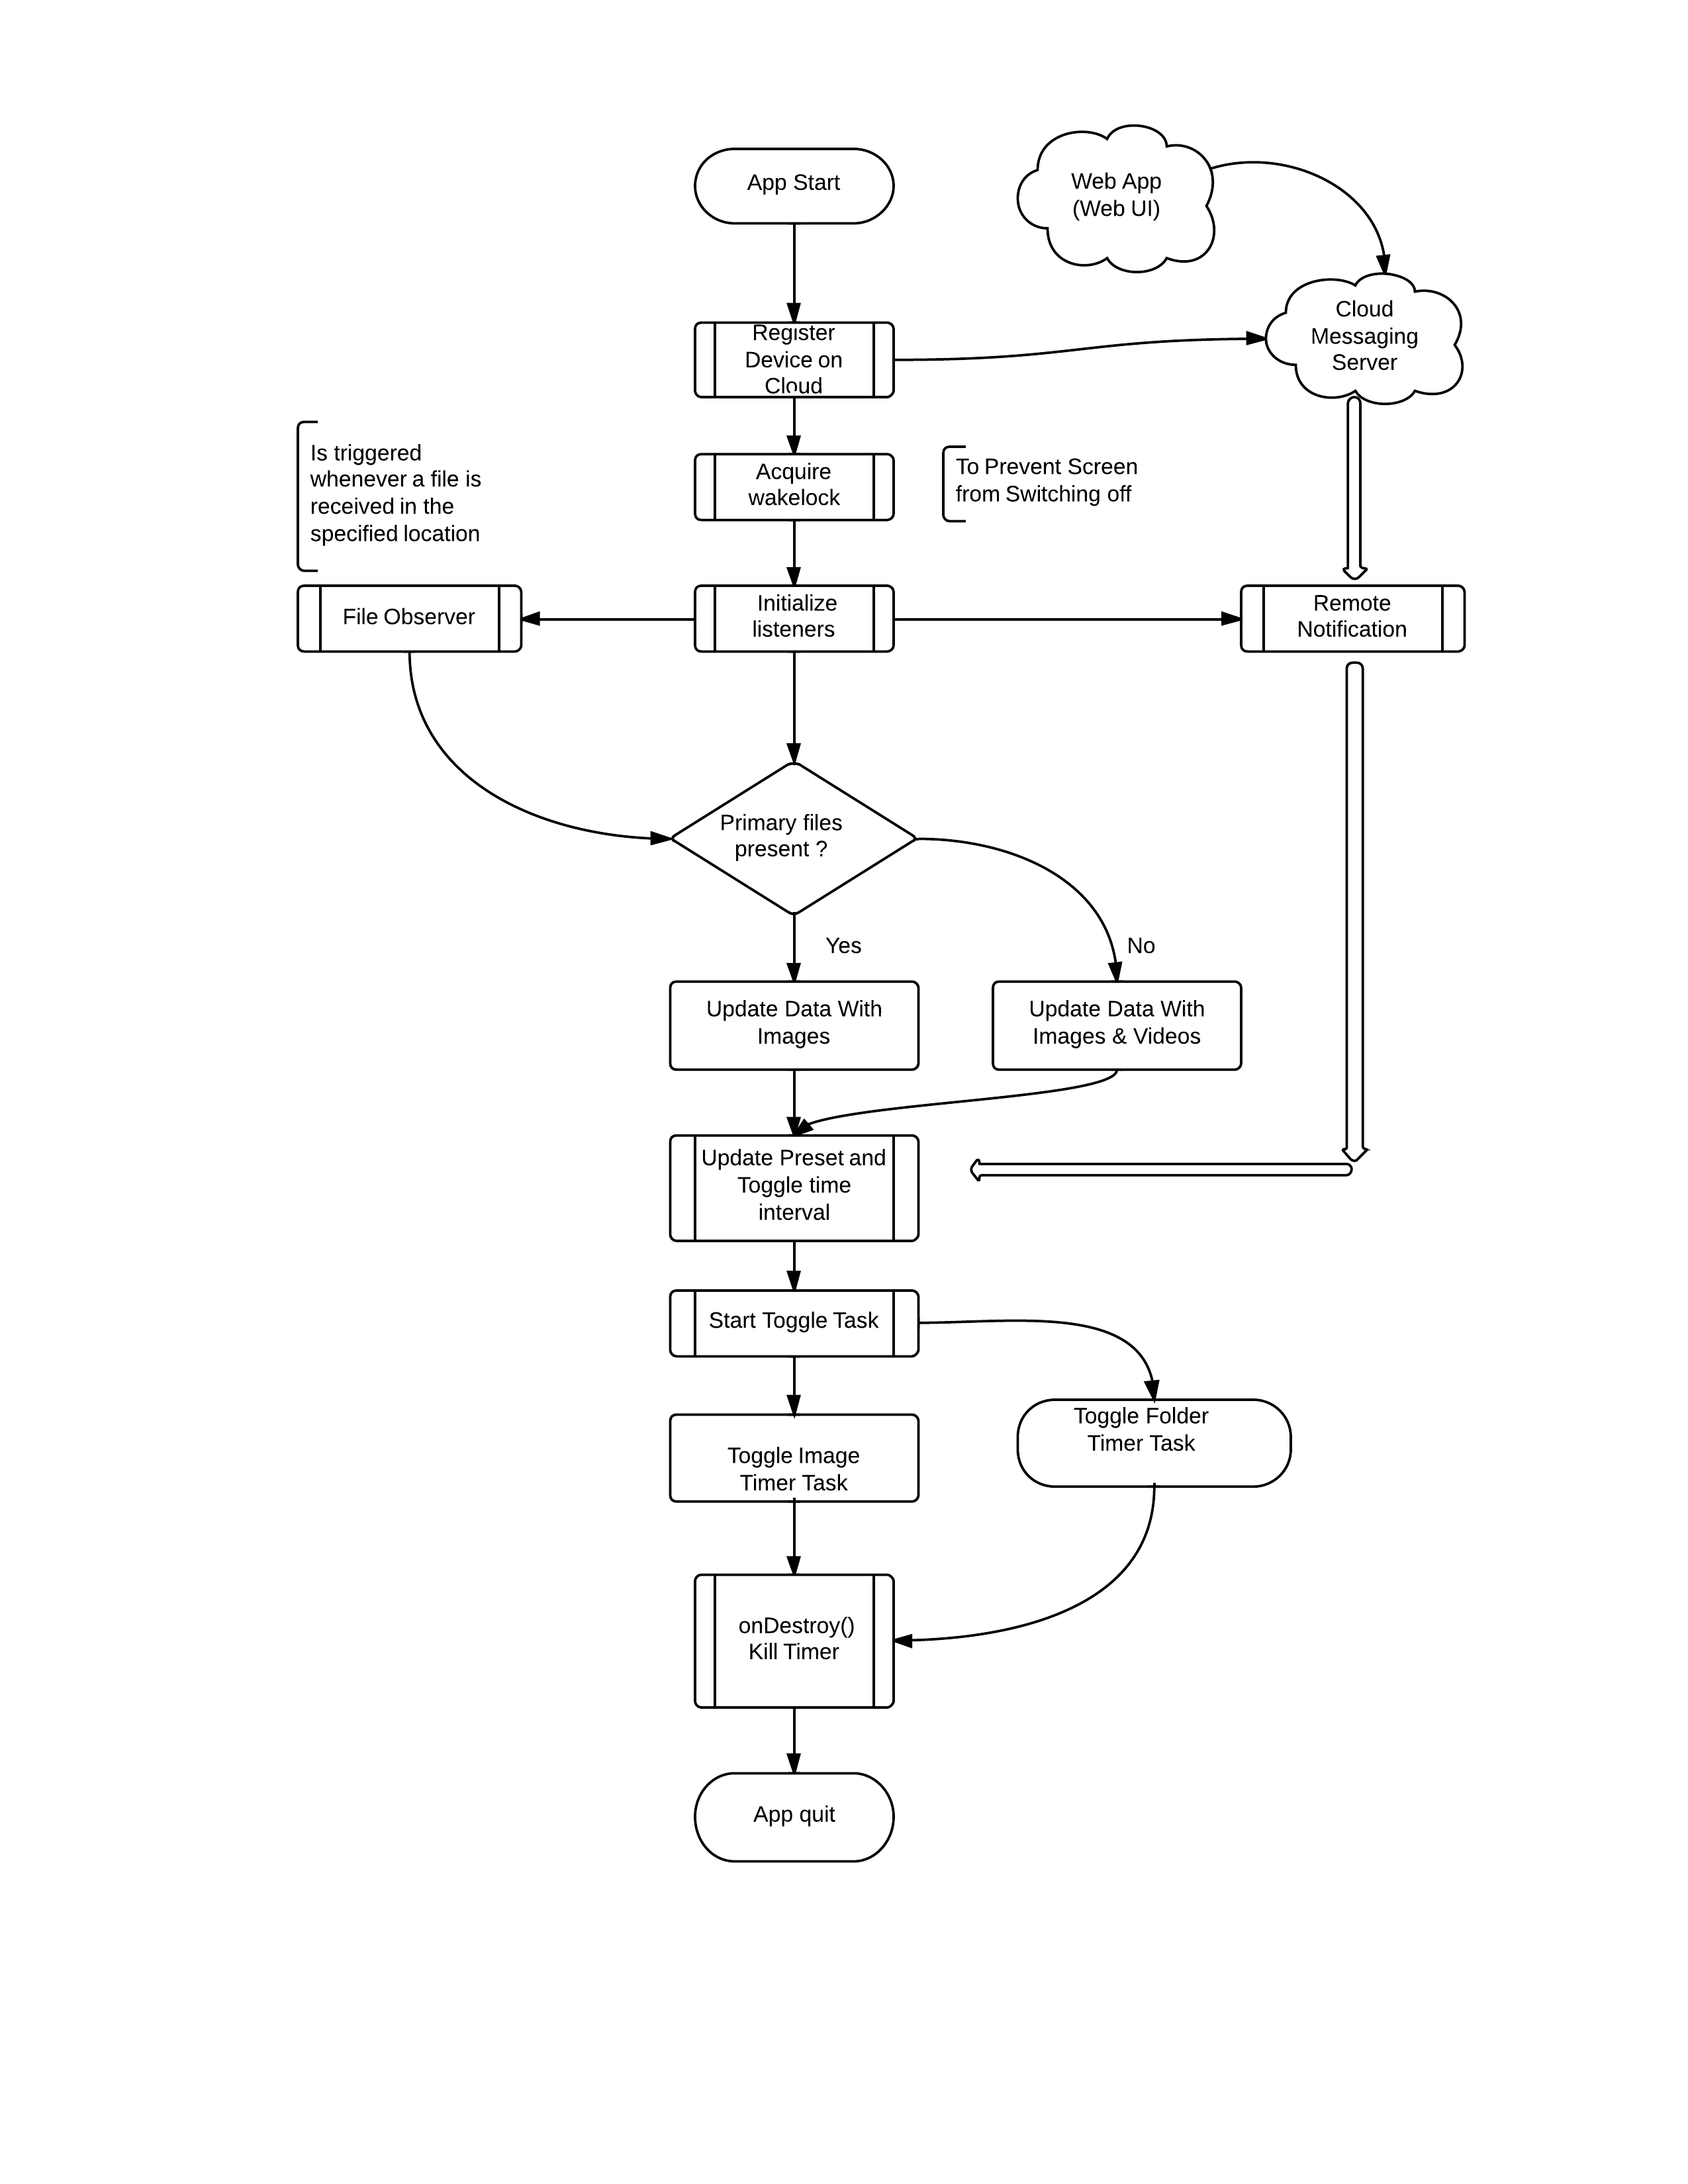 App Start
Web App
(Web UI)
Cloud
Messaging
Server
Register
Device on
Cloud
Is triggered
whenever a file is
received in the
specified location
Acquire
wakelock
To Prevent Screen
from Switching off
File Observer
Initialize
listeners
Remote
Notification
Primary files
present ?
Yes
No
Update Data With
Images
Update Data With
Images & Videos
Update Preset and
Toggle time
interval
Start Toggle Task
Toggle Folder
Timer Task
Toggle Image
Timer Task
onDestroy()
Kill Timer
App quit